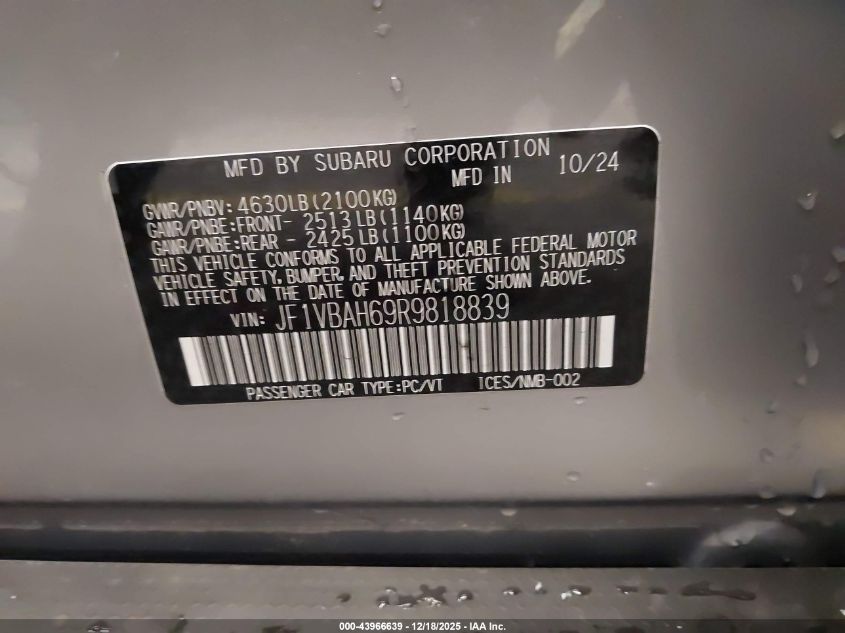 MFD BY SUBARU CORPORATION
MFD IN 10/24
GVWR/PNBV: 4630LB(2100KG)
GAWR/PNBE:FRONT- 2513LB(1140KG)
GAWR/PNBE:REAR - 2425LB(1100KG)
THIS VEHICLE CONFORMS TO ALL APPLICABLE FEDERAL MOTOR
VEHICLE SAFETY, BUMPER, AND THEFT PREVENTION STANDARDS
IN EFFECT ON THE DATE OF MANUFACTURE SHOWN ABOVE.
VIN: JF1VBAH69R9818839
PASSENGER CAR TYPE:PC/VT ICES/NMB-002
000-43966639 - 12/18/2025 - IAA Inc.